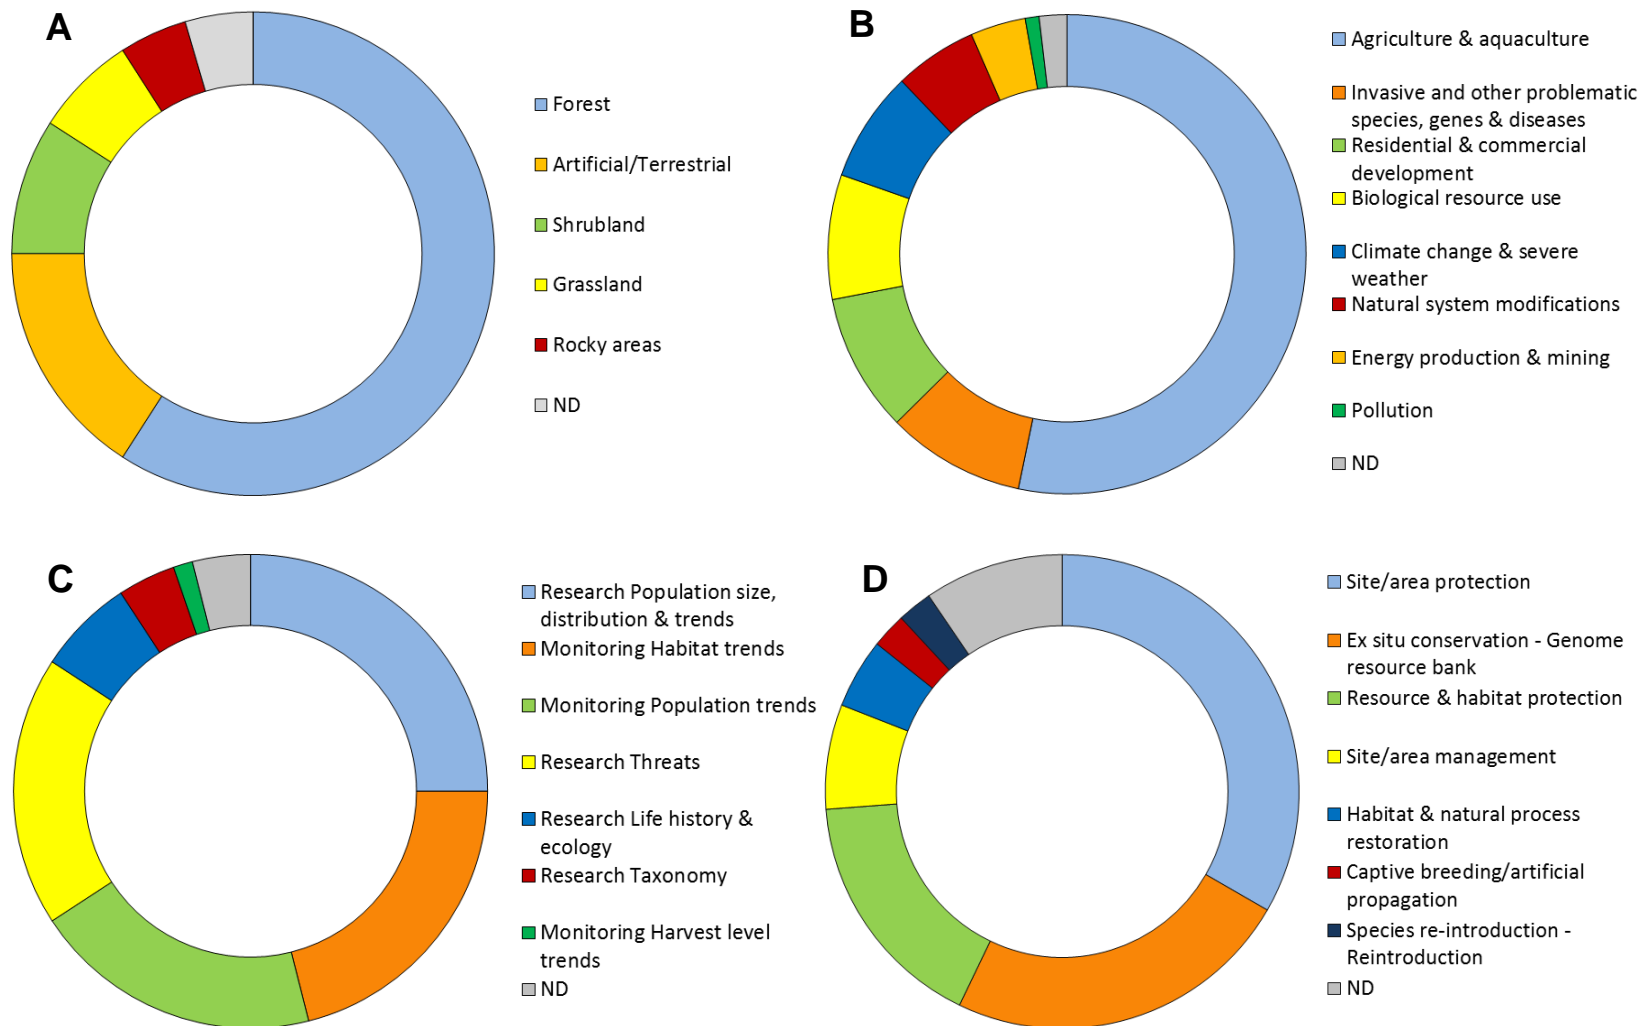 A
Forest
Artificial/Terrestrial
Shrubland
Grassland
Rocky areas
ND
B
Agriculture & aquaculture
Invasive and other problematic
species, genes & diseases
Residential & commercial
development
Biological resource use
Climate change & severe
weather
Natural system modifications
Energy production & mining
Pollution
ND
C
Research Population size,
distribution & trends
Monitoring Habitat trends
Monitoring Population trends
Research Threats
Research Life history &
ecology
Research Taxonomy
Monitoring Harvest level
trends
ND
D
Site/area protection
Ex situ conservation - Genome
resource bank
Resource & habitat protection
Site/area management
Habitat & natural process
restoration
Captive breeding/artificial
propagation
Species re-introduction -
Reintroduction
ND